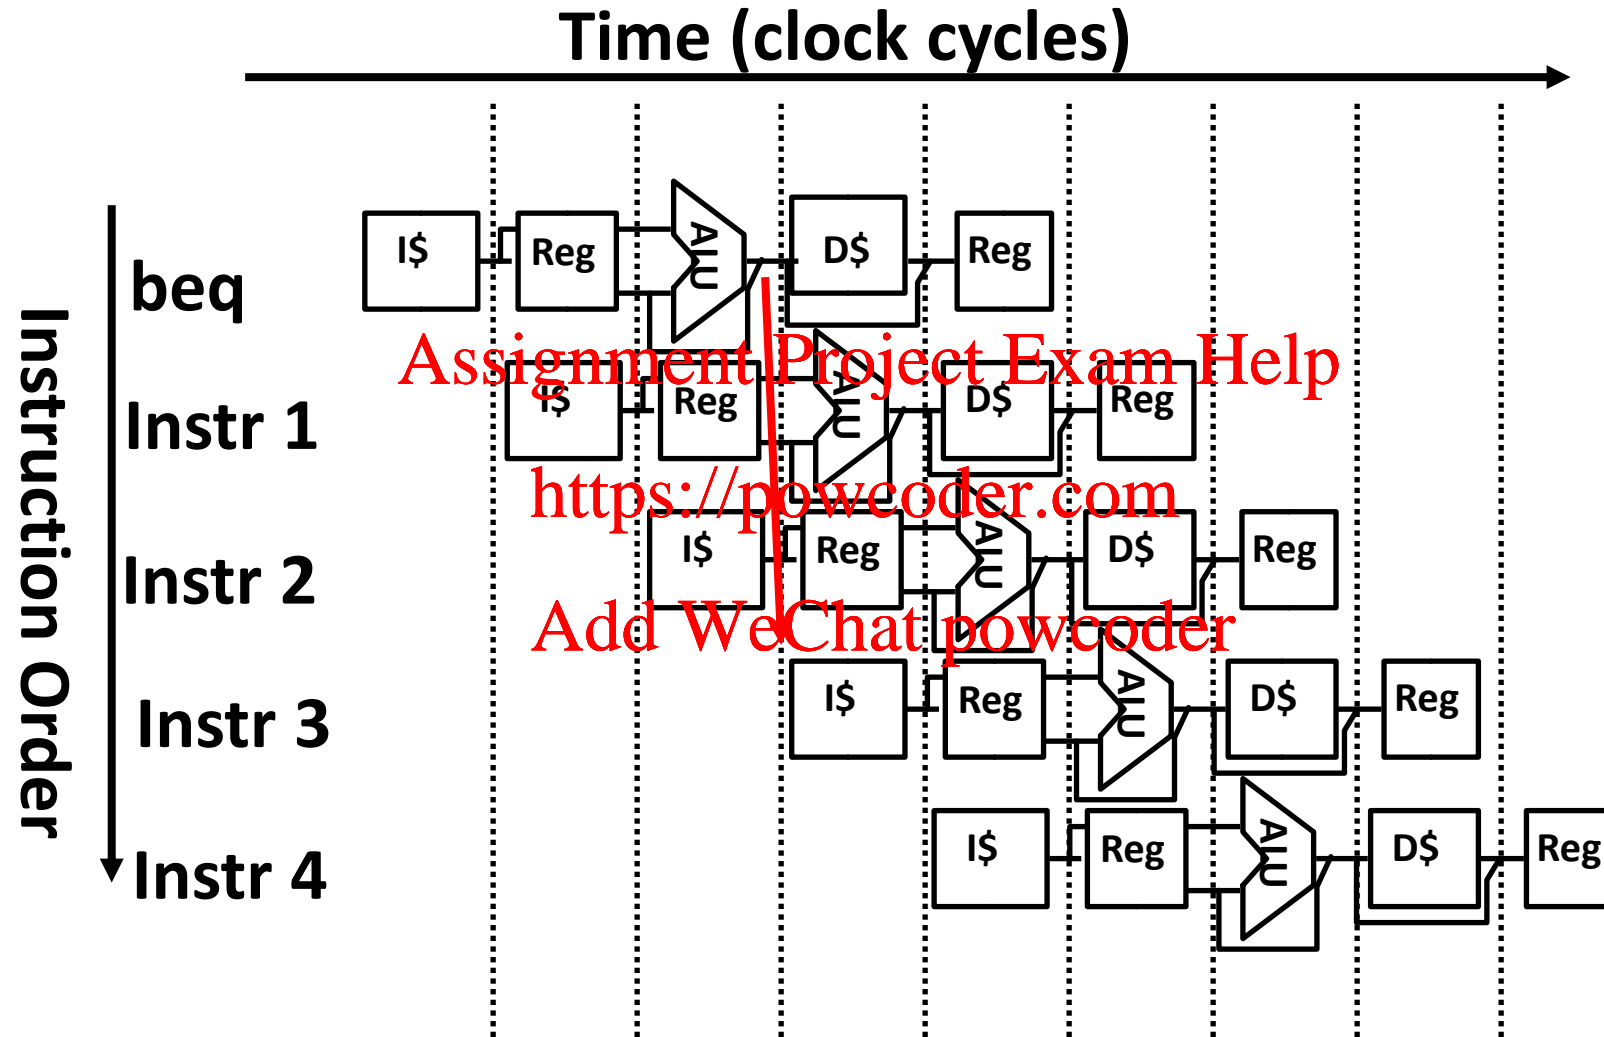 Time (clock cycles)
Instruction Order
beq
I$ Reg ALU D$ Reg
Assignment Project Exam Help
Instr 1
I$ Reg ALU D$ Reg
https://powcoder.com
Instr 2
I$ Reg ALU D$ Reg
Add WeChat powcoder
Instr 3
I$ Reg ALU D$ Reg
Instr 4
I$ Reg ALU D$ Reg